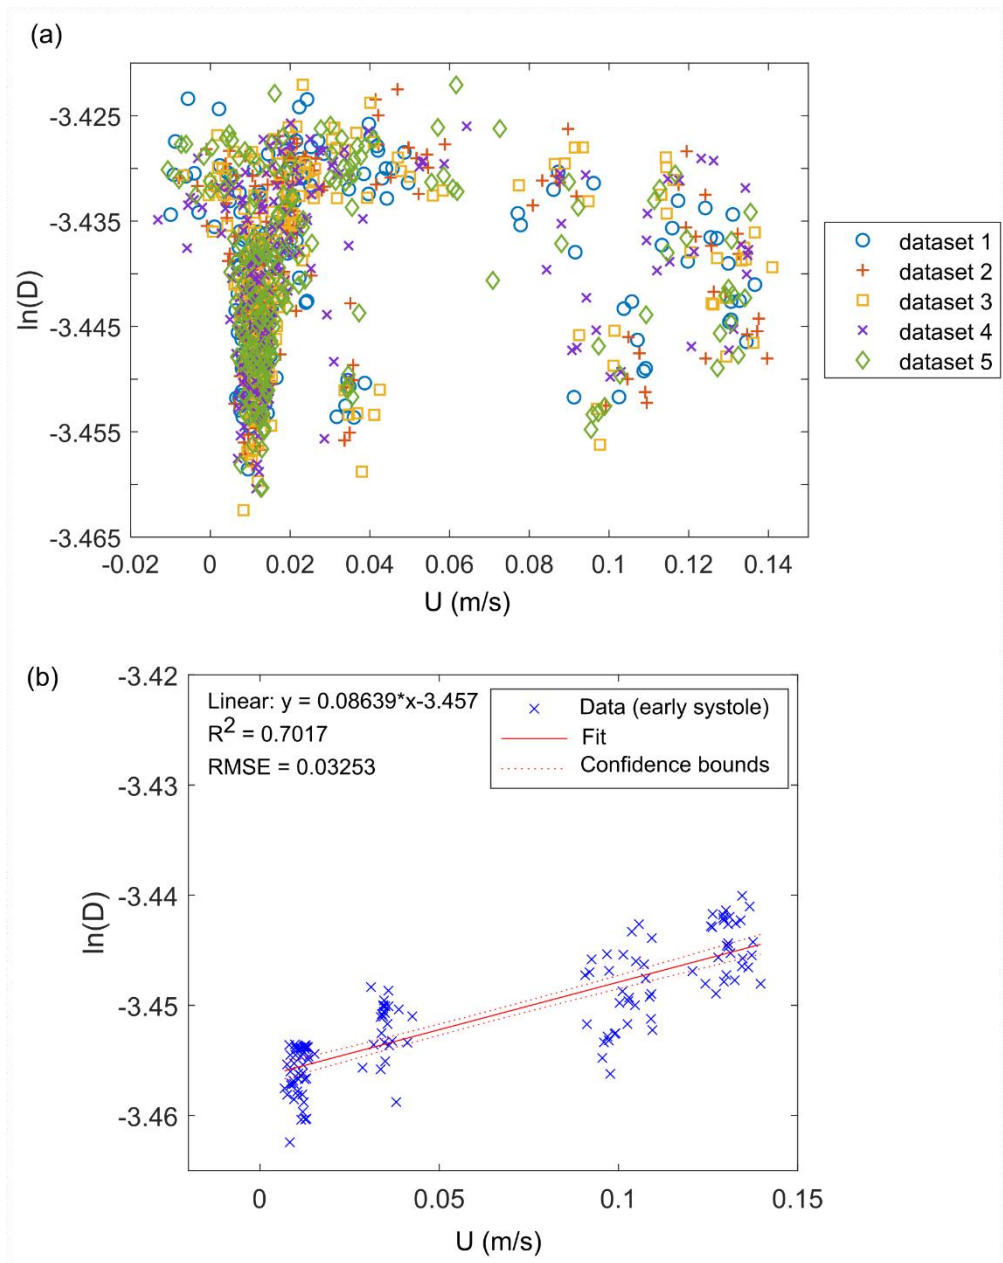 (a)
-3.425
-3.435
-3.445
-3.455
-3.465
ln(D)
-0.02 0 0.02 0.04 0.06 0.08 0.1 0.12 0.14
U (m/s)
dataset 1
dataset 2
dataset 3
dataset 4
dataset 5
(b)
-3.42
-3.43
-3.44
-3.45
-3.46
ln(D)
Linear: y = 0.08639*x-3.457
R2 = 0.7017
RMSE = 0.03253
Data (early systole)
Fit
Confidence bounds
0 0.05 0.1 0.15
U (m/s)